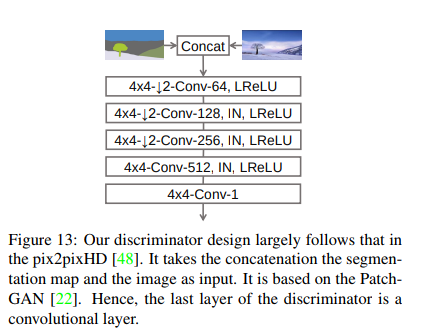 Concat
4x4-↓2-Conv-64, LReLU
4x4-↓2-Conv-128, IN, LReLU
4x4-↓2-Conv-256, IN, LReLU
4x4-Conv-512, IN, LReLU
4x4-Conv-1
Figure 13: Our discriminator design largely follows that in
the pix2pixHD [48]. It takes the concatenation the segmen-
tation map and the image as input. It is based on the Patch-
GAN [22]. Hence, the last layer of the discriminator is a
convolutional layer.